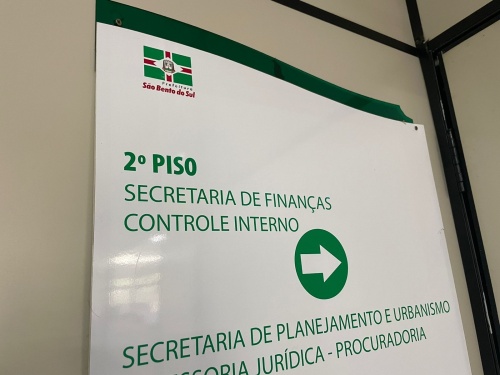 Prefeitura
São Bento do Sul
2º PISO
SECRETARIA DE FINANÇAS
CONTROLE INTERNO
SECRETARIA DE PLANEJAMENTO E URBANISMO
JURÍDICA - PROCURADORIA